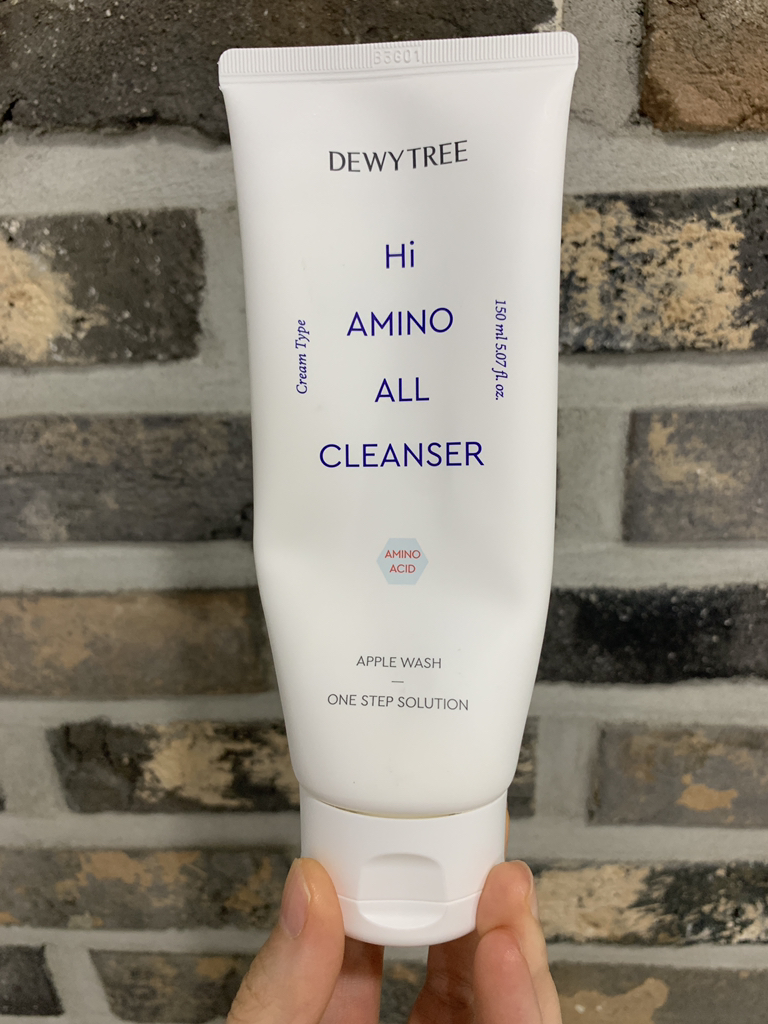 DEWYTREE
Hi
AMINO
ALL
CLEANSER
Cream Type
150 ml 5.07 fl. oz.
AMINO
ACID
APPLE WASH
—
ONE STEP SOLUTION